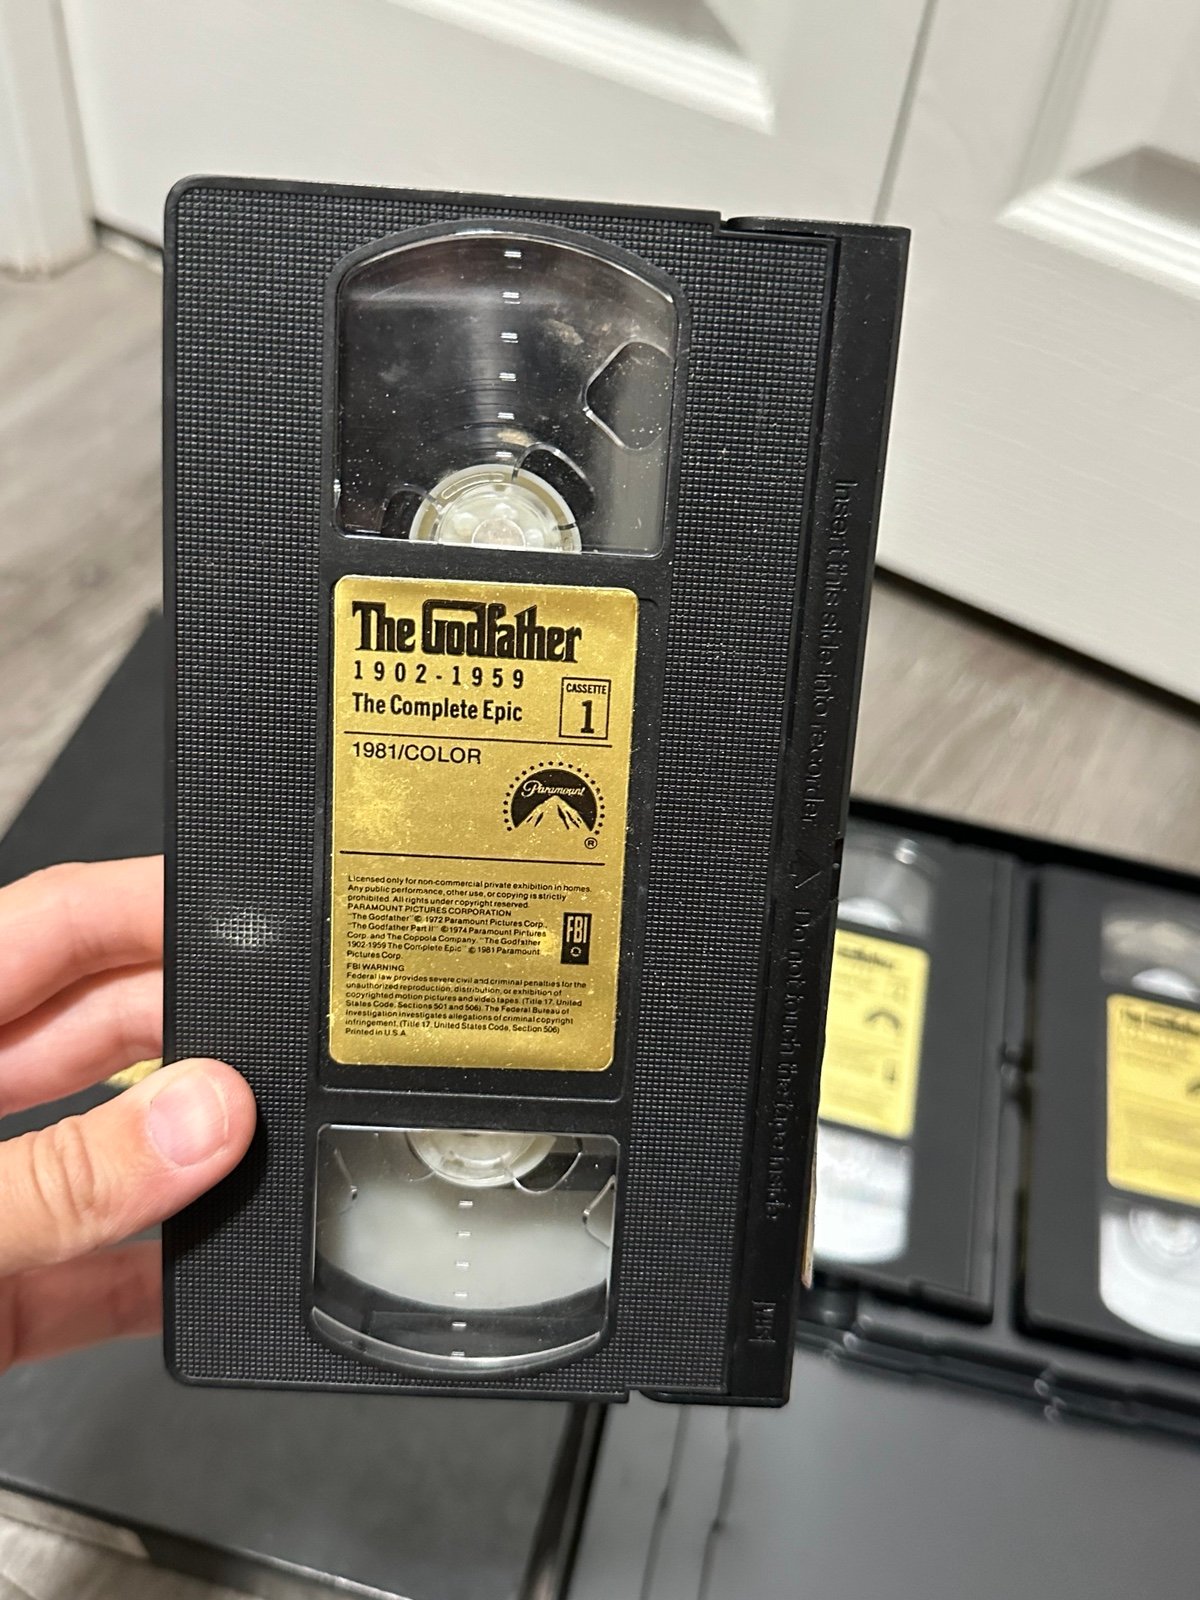 The Godfather
1902-1959
The Complete Epic
CASSETTE
1
1981/COLOR
Paramount
®
Licensed only for non-commercial private exhibition in homes.
Any public performance, other use, or copying is strictly
prohibited. All rights under copyright reserved.
PARAMOUNT PICTURES CORPORATION
"The Godfather" © 1972 Paramount Pictures Corp.
"The Godfather Part II" © 1974 Paramount Pictures
Corp. and The Coppola Company. "The Godfather
1902-1959 The Complete Epic" © 1981 Paramount
Pictures Corp.
FBI
FBI WARNING
Federal law provides severe civil and criminal penalties for the
unauthorized reproduction, distribution, or exhibition of
copyrighted motion pictures and video tapes. (Title 17, United
States Code, Sections 501 and 506). The Federal Bureau of
Investigation investigates allegations of criminal copyright
infringement. (Title 17, United States Code, Section 506)
Printed in U.S.A.
Insert this side into recorder
Do not touch the tape inside